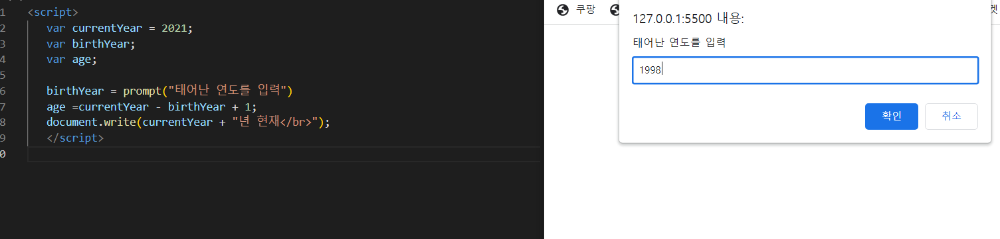 1 <script>
2 var currentYear = 2021;
3 var birthYear;
4 var age;
5
6 birthYear = prompt("태어난 연도를 입력")
7 age =currentYear - birthYear + 1;
8 document.write(currentYear + "년 현재</br>");
9 </script>
0
쿠팡
켓
127.0.0.1:5500 내용:
태어난 연도를 입력
1998
확인 취소